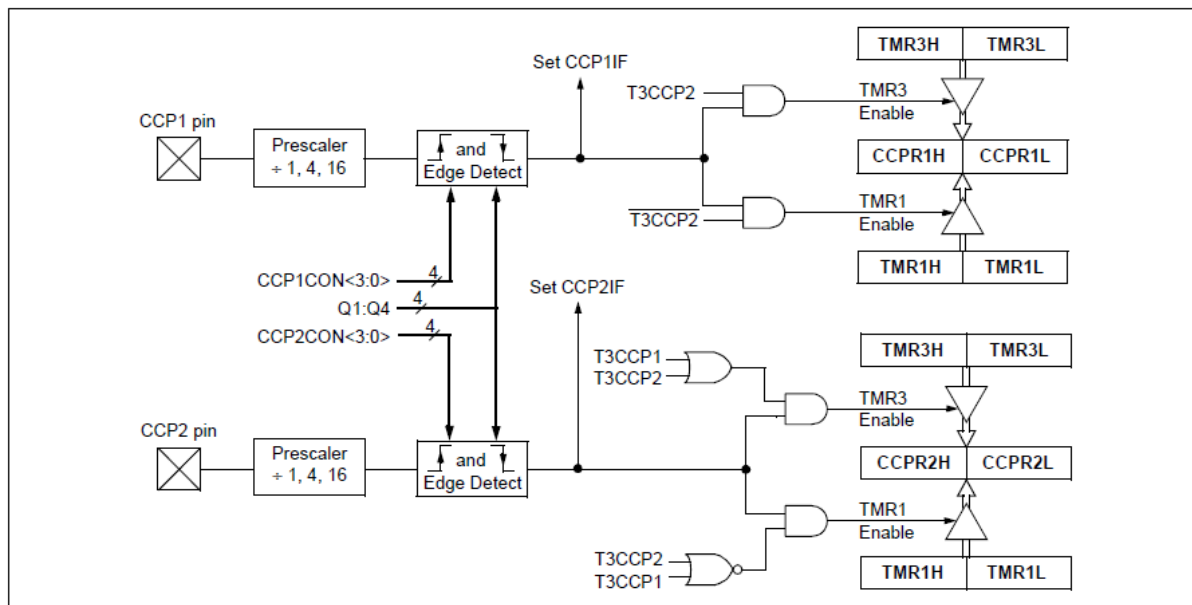 TMR3H TMR3L
Set CCP1IF
T3CCP2
TMR3
Enable
CCP1 pin
Prescaler
÷ 1, 4, 16
and
Edge Detect
CCPR1H CCPR1L
T3CCP2
TMR1
Enable
TMR1H TMR1L
CCP1CON<3:0>
4
Q1:Q4
4
CCP2CON<3:0>
4
Set CCP2IF
TMR3H TMR3L
T3CCP1
T3CCP2
TMR3
Enable
CCP2 pin
Prescaler
÷ 1, 4, 16
and
Edge Detect
CCPR2H CCPR2L
TMR1
Enable
T3CCP2
T3CCP1
TMR1H TMR1L